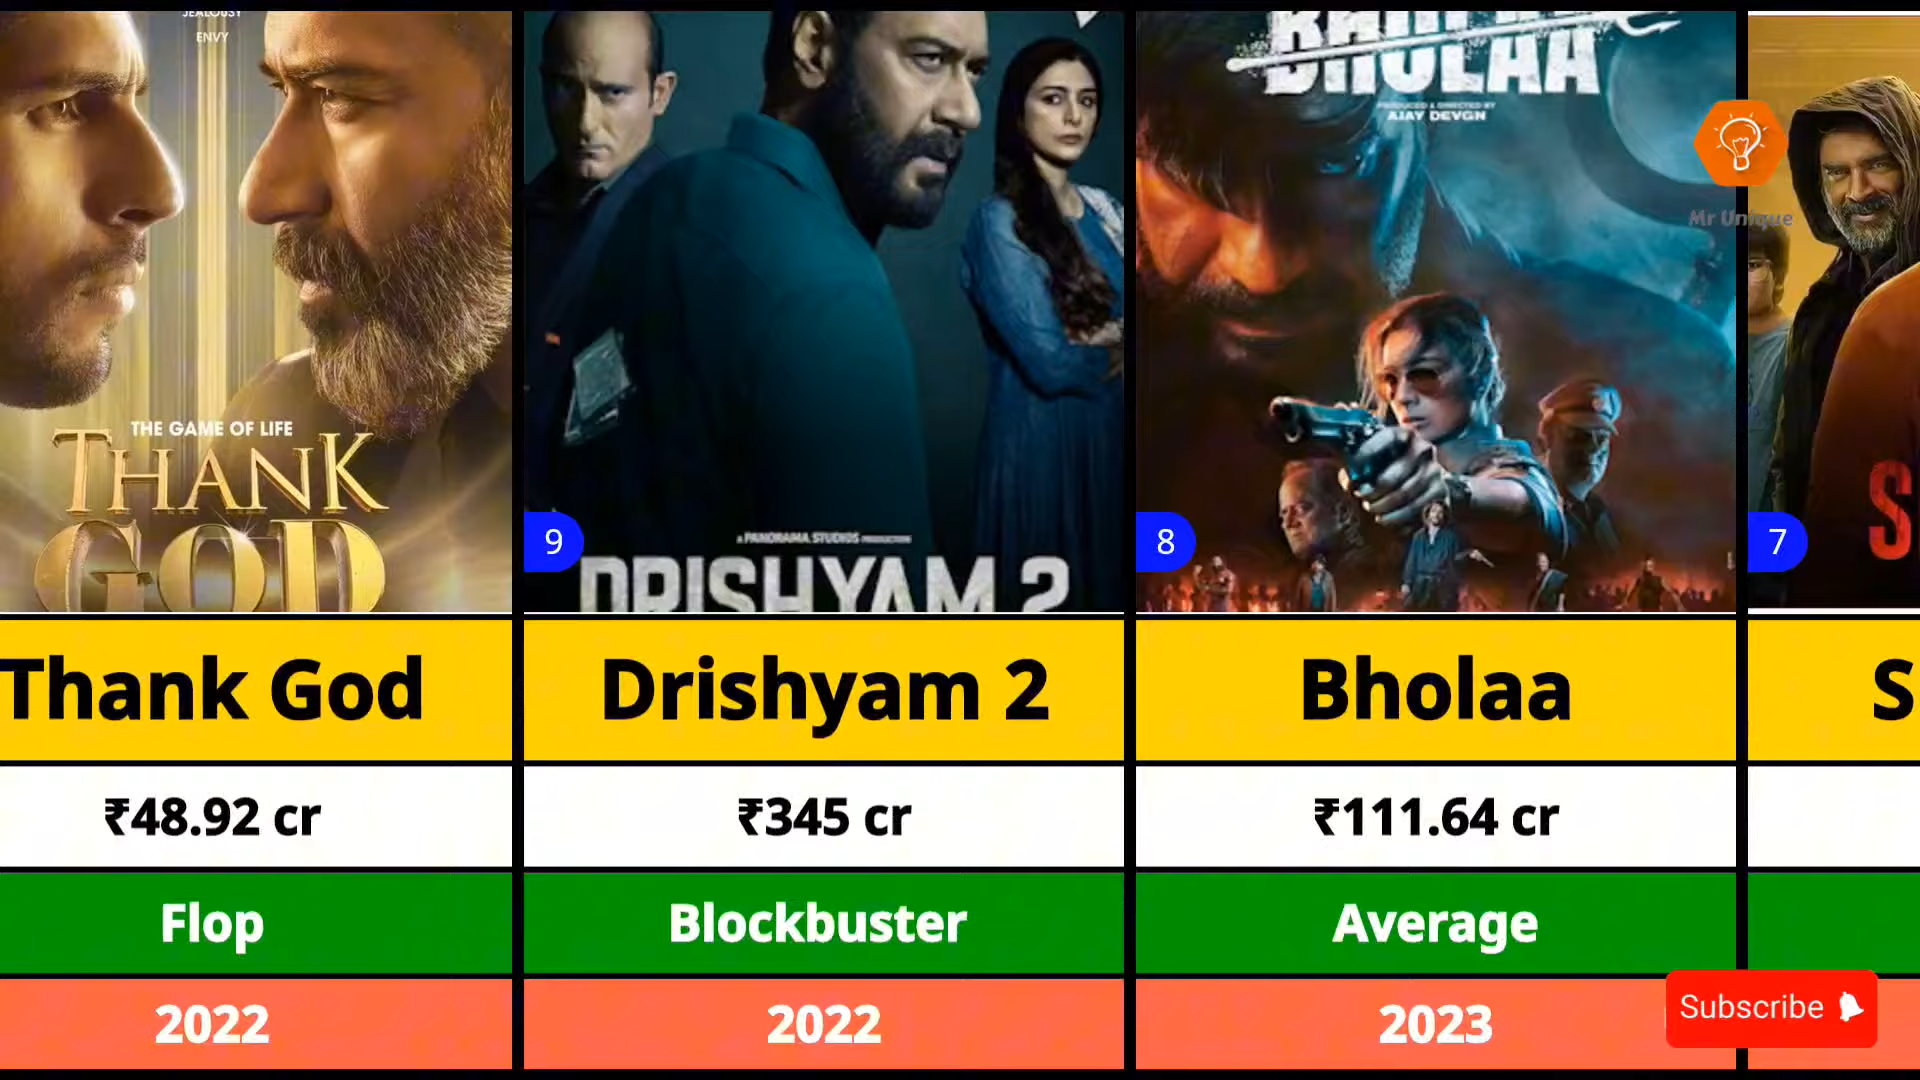 JEALOUSY
ENVY
THE GAME OF LIFE
THANK
GOD
Thank God
₹48.92 cr
Flop
2022
9
A PANORAMA STUDIOS PRODUCTION
DRISHYAM 2
Drishyam 2
₹345 cr
Blockbuster
2022
BHOLAA
PRODUCED & DIRECTED BY
AJAY DEVGN
8
Bholaa
₹111.64 cr
Average
2023
Mr Unique
7
S
S
Subscribe